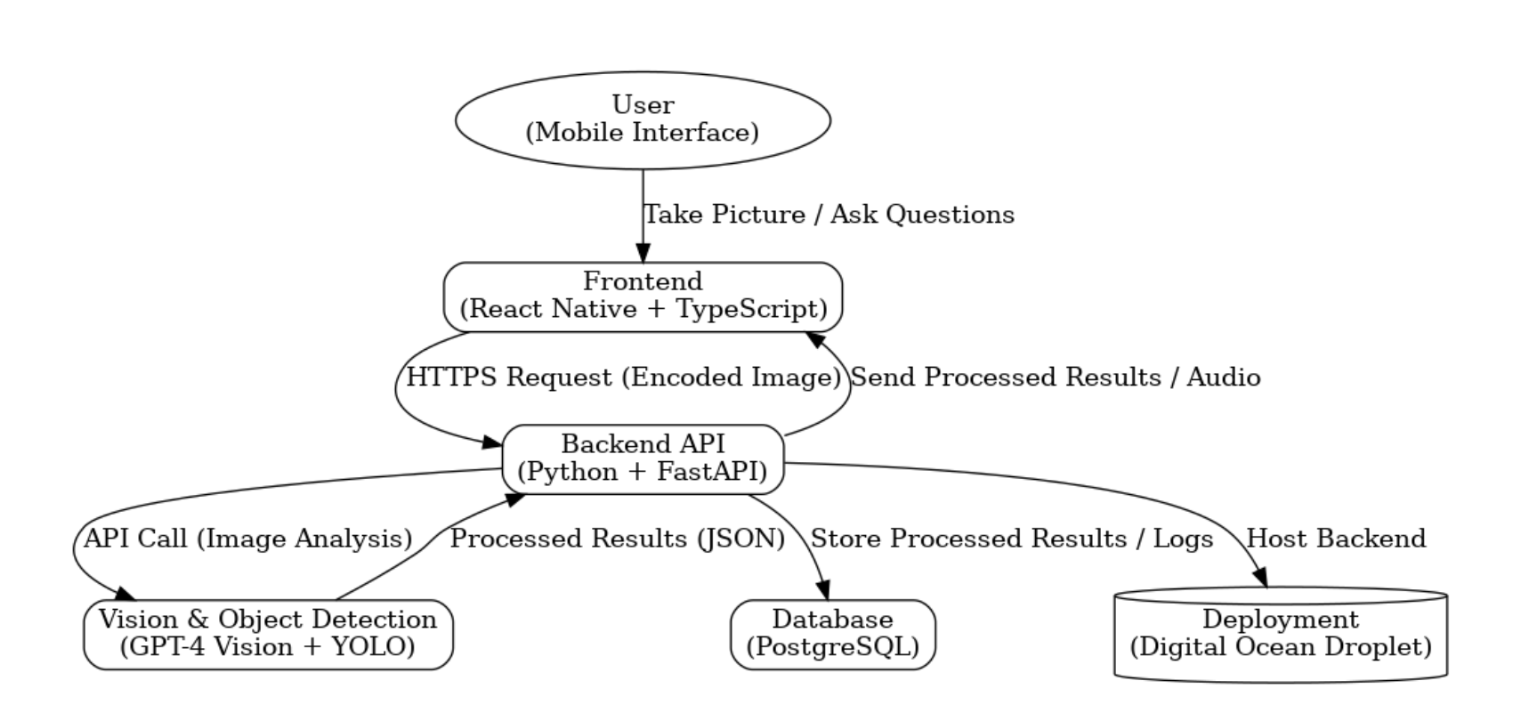 User
(Mobile Interface)
Take Picture / Ask Questions
Frontend
(React Native + TypeScript)
HTTPS Request (Encoded Image)
Send Processed Results / Audio
Backend API
(Python + FastAPI)
API Call (Image Analysis)
Processed Results (JSON)
Store Processed Results / Logs
Host Backend
Vision & Object Detection
(GPT-4 Vision + YOLO)
Database
(PostgreSQL)
Deployment
(Digital Ocean Droplet)